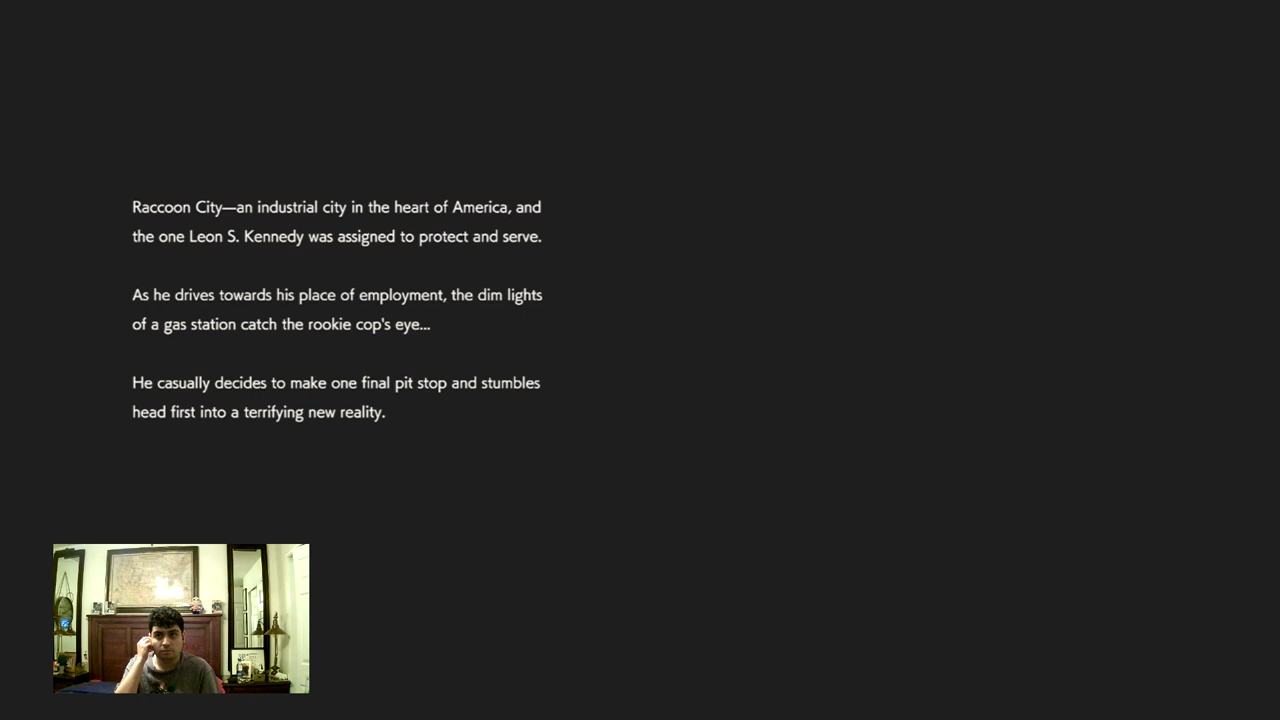 Raccoon City—an industrial city in the heart of America, and
the one Leon S. Kennedy was assigned to protect and serve.
As he drives towards his place of employment, the dim lights
of a gas station catch the rookie cop's eye...
He casually decides to make one final pit stop and stumbles
head first into a terrifying new reality.